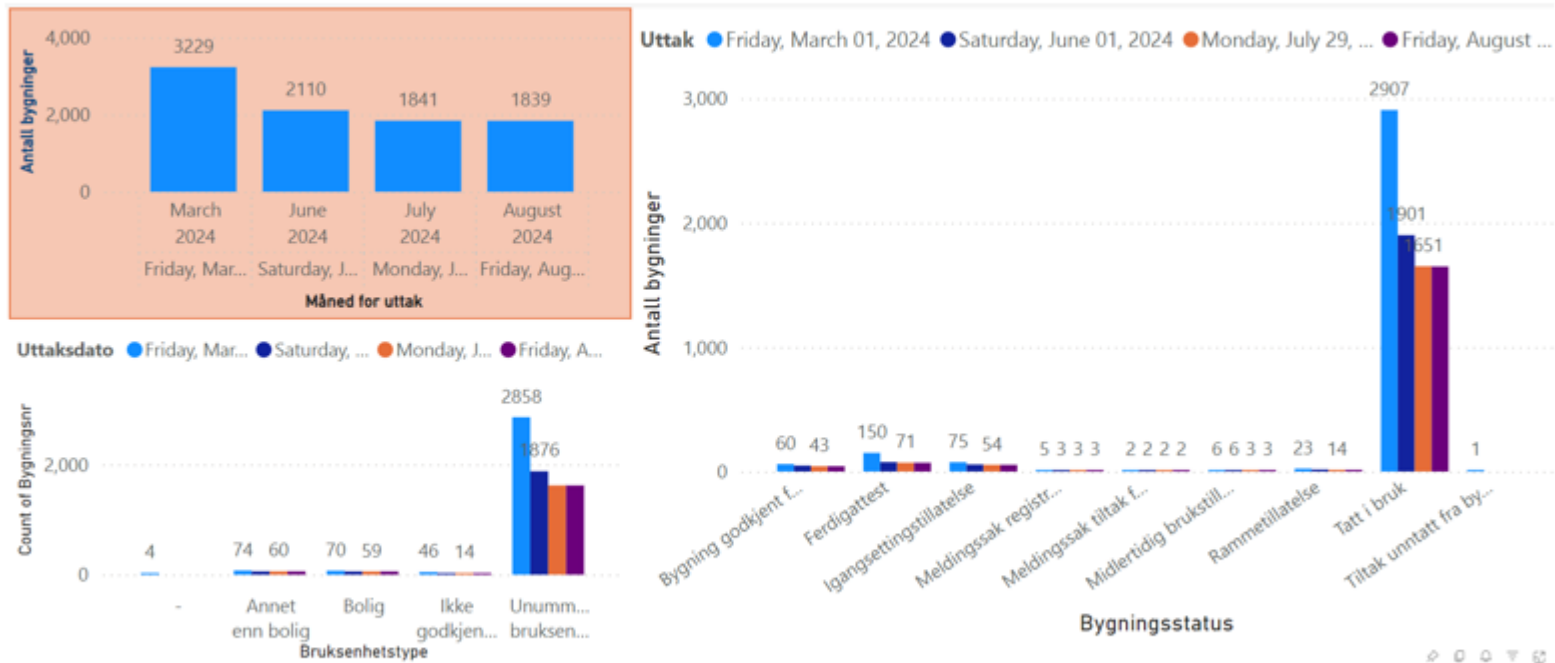 4,000
3229
2110
1841
1839
2,000
0
Antall bygninger
March
2024
June
2024
July
2024
August
2024
Friday, Mar...
Saturday, J...
Monday, J...
Friday, Aug...
Måned for uttak
Uttaksdato Friday, Mar... Saturday, ... Monday, J... Friday, A...
Count of Bygningsnr
2,000
0
4
74 60
70 59
46 14
2858
1876
-
Annet
enn bolig
Bolig
Ikke
godkjen...
Unumm...
bruksen...
Bruksenhetstype
Uttak Friday, March 01, 2024 Saturday, June 01, 2024 Monday, July 29, ... Friday, August ...
Antall bygninger
3,000
2,000
1,000
0
60 43
150 71
75 54
5 3 3 3
2 2 2 2
6 6 3 3
23 14
2907
1901
1651
1
Bygning godkjent f...
Ferdigattest
Igangsettingstillatelse
Meldingssak registr...
Meldingssak tiltak f...
Midlertidig brukstill...
Rammetillatelse
Tatt i bruk
Tiltak unntatt fra by...
Bygningsstatus